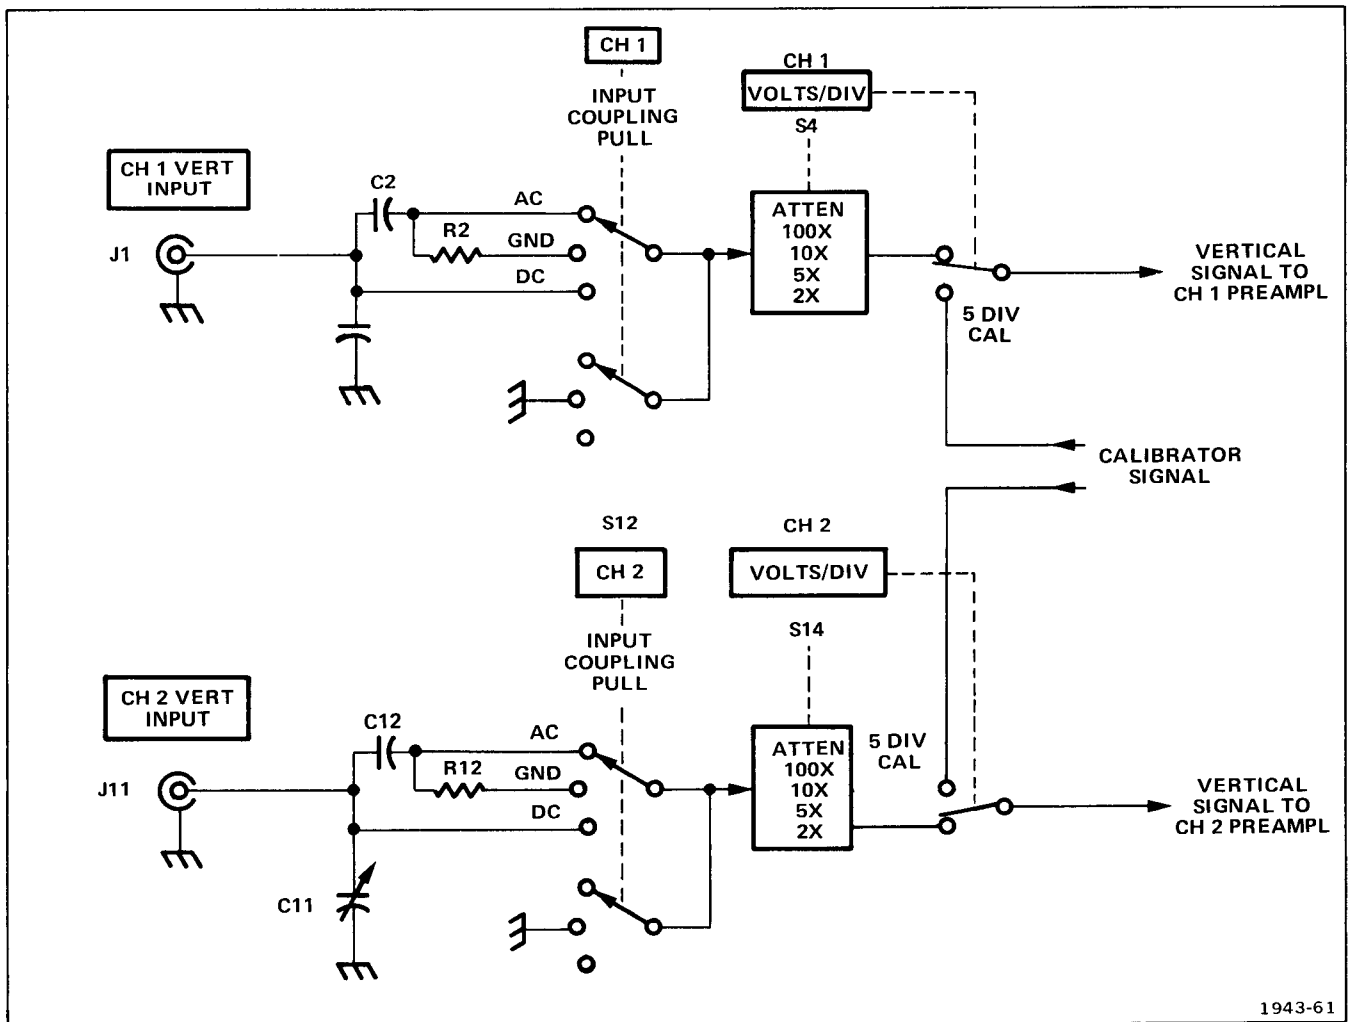 CH 1
INPUT
COUPLING
PULL
CH 1
VOLTS/DIV
S4
CH 1 VERT
INPUT
J1
C2
R2
AC
GND
DC
ATTEN
100X
10X
5X
2X
5 DIV
CAL
VERTICAL
SIGNAL TO
CH 1 PREAMPL
CALIBRATOR
SIGNAL
S12
CH 2
INPUT
COUPLING
PULL
CH 2
VOLTS/DIV
S14
CH 2 VERT
INPUT
J11
C12
R12
C11
AC
GND
DC
ATTEN
100X
10X
5X
2X
5 DIV
CAL
VERTICAL
SIGNAL TO
CH 2 PREAMPL
1943-61